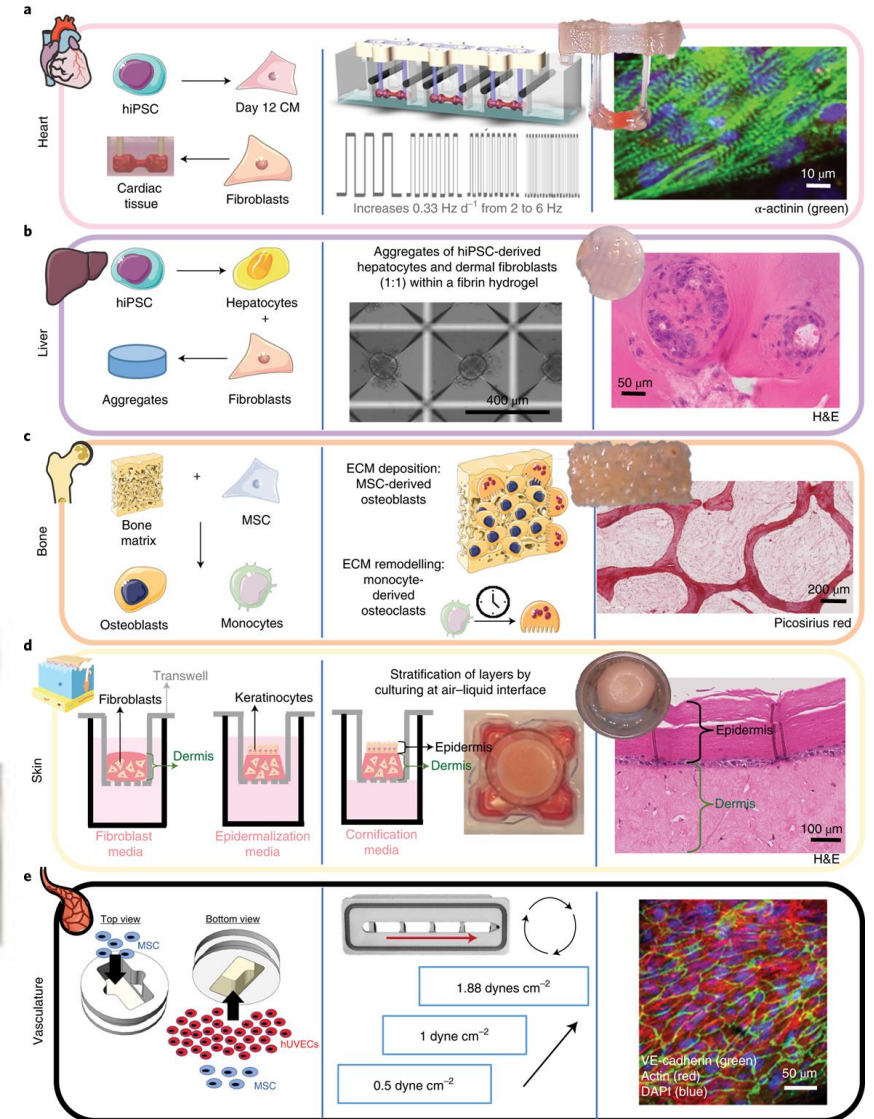 a
Heart
hiPSC
Day 12 CM
Cardiac
tissue
Fibroblasts
Increases 0.33 Hz d⁻¹ from 2 to 6 Hz
10 μm
α-actinin (green)
b
Liver
hiPSC
Hepatocytes
+
Aggregates
Fibroblasts
Aggregates of hiPSC-derived
hepatocytes and dermal fibroblasts
(1:1) within a fibrin hydrogel
400 μm
50 μm
H&E
c
Bone
+
Bone
matrix
MSC
Osteoblasts
Monocytes
ECM deposition:
MSC-derived
osteoblasts
ECM remodelling:
monocyte-
derived
osteoclasts
200 μm
Picosirius red
d
Skin
Transwell
Fibroblasts
Dermis
Fibroblast
media
Keratinocytes
Epidermalization
media
Stratification of layers by
culturing at air–liquid interface
Epidermis
Dermis
Cornification
media
Epidermis
Dermis
100 μm
H&E
e
Vasculature
Top view
MSC
Bottom view
hUVECs
MSC
1.88 dynes cm⁻²
1 dyne cm⁻²
0.5 dyne cm⁻²
VE-cadherin (green)
Actin (red)
DAPI (blue)
50 μm